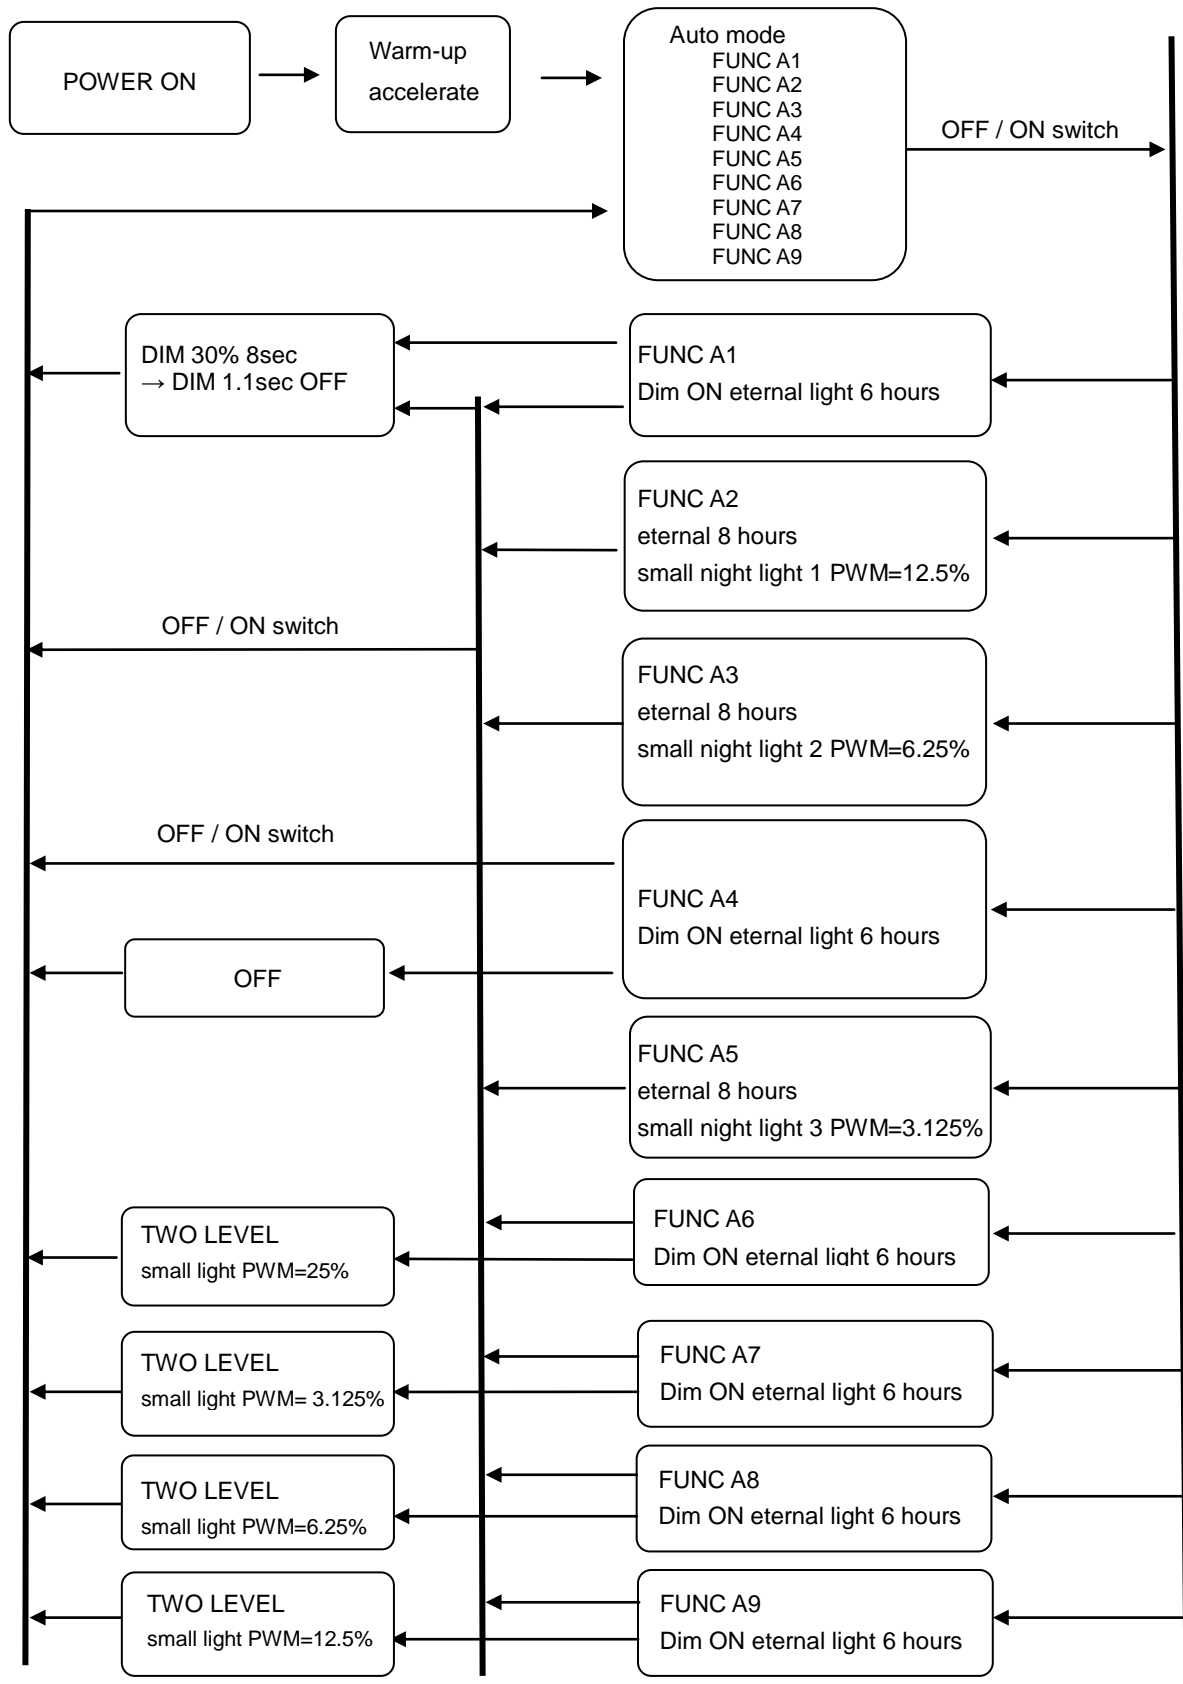 POWER ON
Warm-up
accelerate
Auto mode
FUNC A1
FUNC A2
FUNC A3
FUNC A4
FUNC A5
FUNC A6
FUNC A7
FUNC A8
FUNC A9
OFF / ON switch
DIM 30% 8sec
→ DIM 1.1sec OFF
FUNC A1
Dim ON eternal light 6 hours
FUNC A2
eternal 8 hours
small night light 1 PWM=12.5%
OFF / ON switch
FUNC A3
eternal 8 hours
small night light 2 PWM=6.25%
OFF / ON switch
FUNC A4
Dim ON eternal light 6 hours
OFF
FUNC A5
eternal 8 hours
small night light 3 PWM=3.125%
TWO LEVEL
small light PWM=25%
FUNC A6
Dim ON eternal light 6 hours
TWO LEVEL
small light PWM= 3.125%
FUNC A7
Dim ON eternal light 6 hours
TWO LEVEL
small light PWM=6.25%
FUNC A8
Dim ON eternal light 6 hours
TWO LEVEL
small light PWM=12.5%
FUNC A9
Dim ON eternal light 6 hours